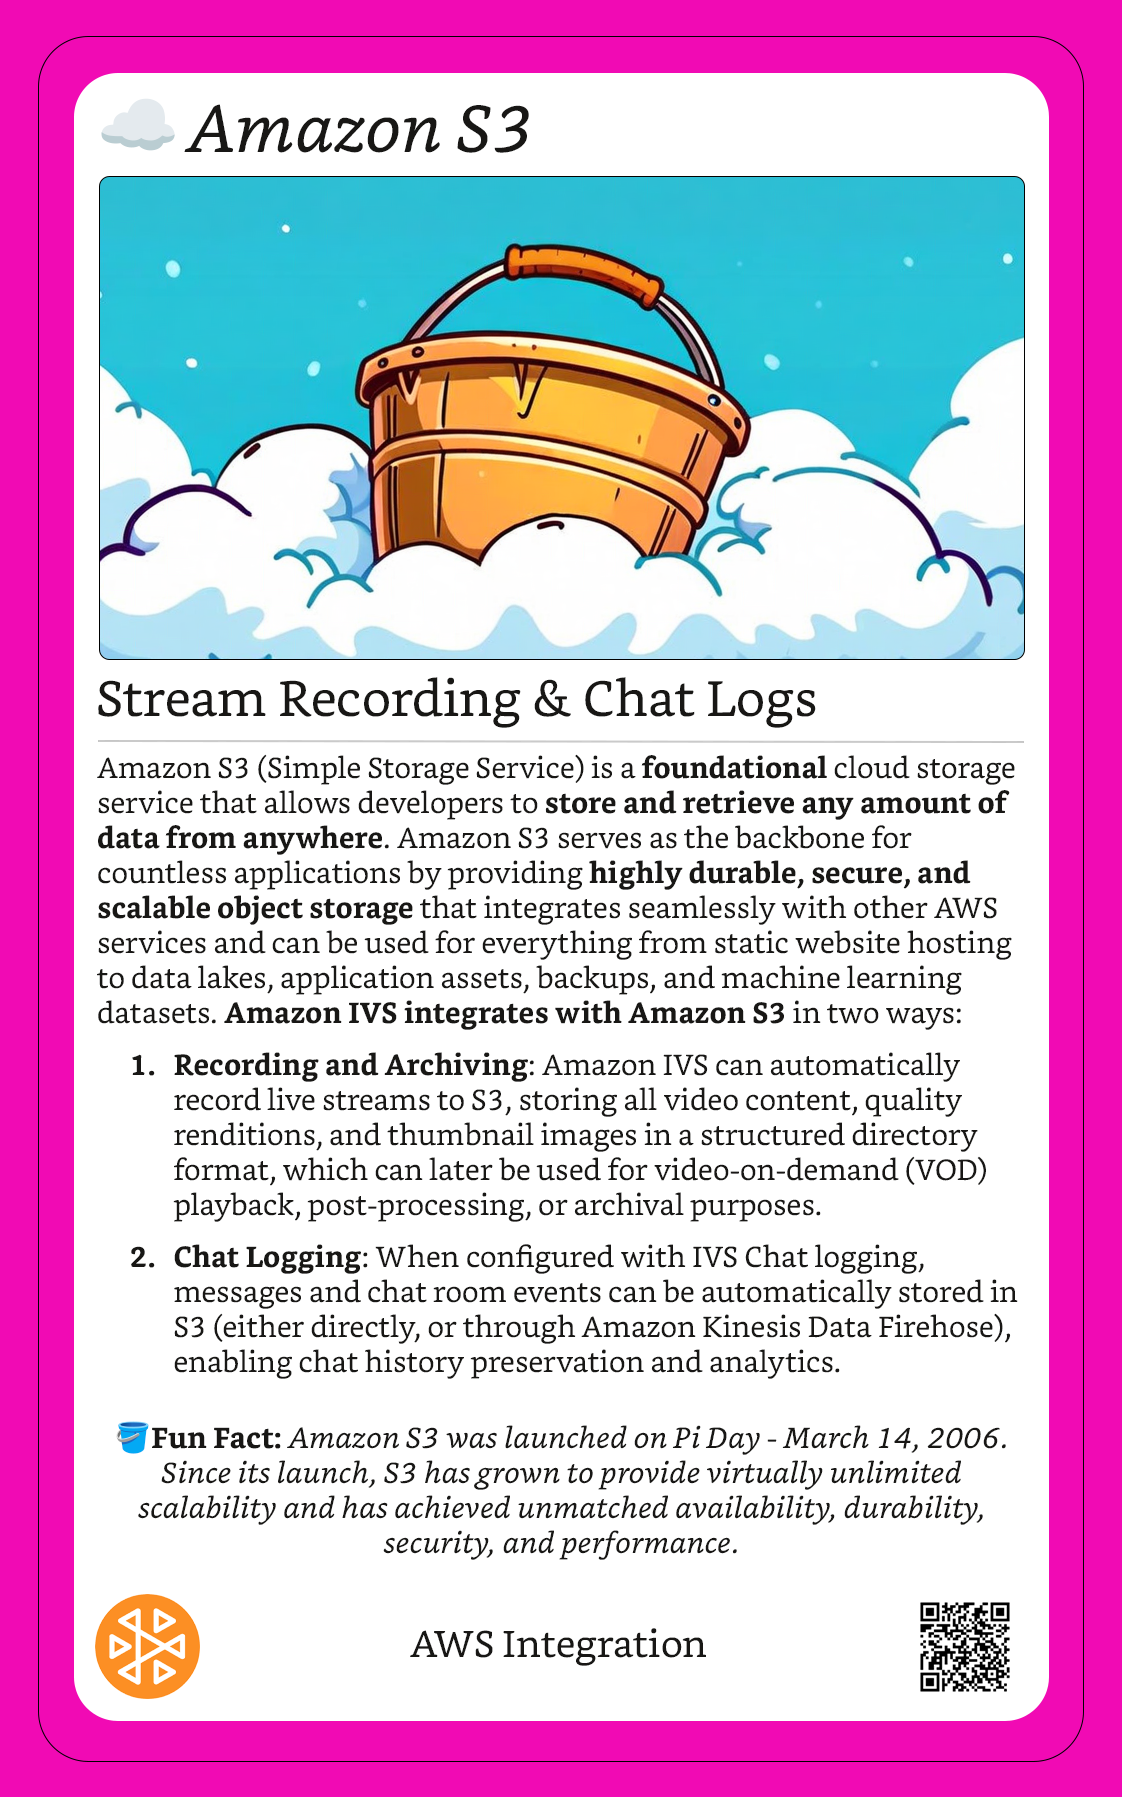 Amazon S3
Stream Recording & Chat Logs
Amazon S3 (Simple Storage Service) is a foundational cloud storage
service that allows developers to store and retrieve any amount of
data from anywhere. Amazon S3 serves as the backbone for
countless applications by providing highly durable, secure, and
scalable object storage that integrates seamlessly with other AWS
services and can be used for everything from static website hosting
to data lakes, application assets, backups, and machine learning
datasets. Amazon IVS integrates with Amazon S3 in two ways:
1. Recording and Archiving: Amazon IVS can automatically
record live streams to S3, storing all video content, quality
renditions, and thumbnail images in a structured directory
format, which can later be used for video-on-demand (VOD)
playback, post-processing, or archival purposes.
2. Chat Logging: When configured with IVS Chat logging,
messages and chat room events can be automatically stored in
S3 (either directly, or through Amazon Kinesis Data Firehose),
enabling chat history preservation and analytics.
Fun Fact: Amazon S3 was launched on Pi Day - March 14, 2006.
Since its launch, S3 has grown to provide virtually unlimited
scalability and has achieved unmatched availability, durability,
security, and performance.
AWS Integration